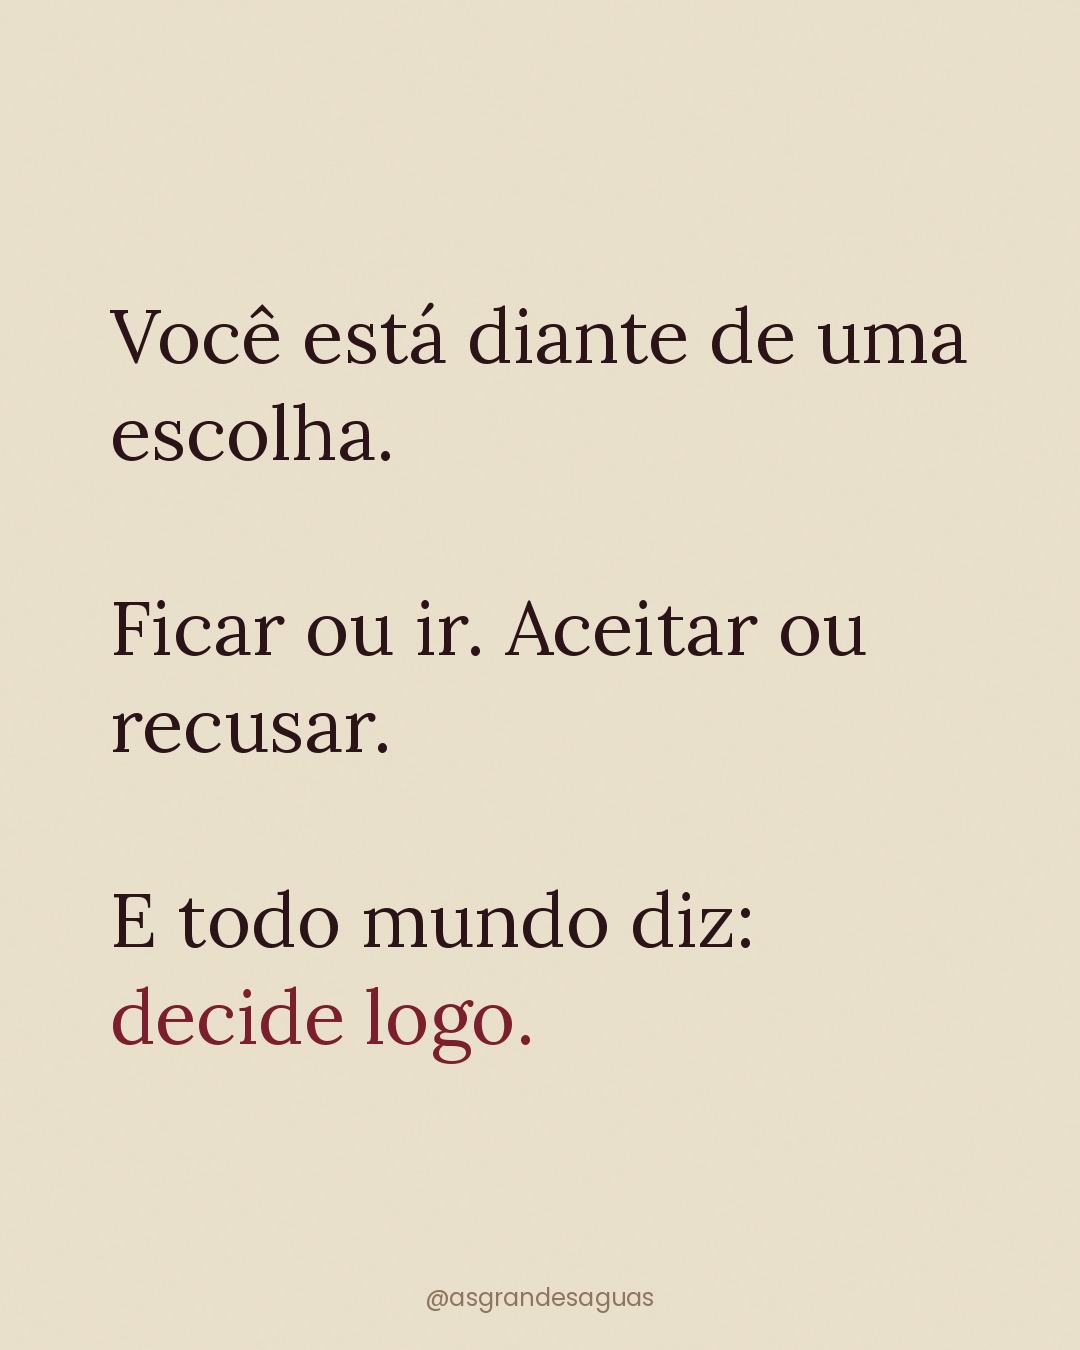 Você está diante de uma
escolha.
Ficar ou ir. Aceitar ou
recusar.
E todo mundo diz:
decide logo.
@asgrandesaguas